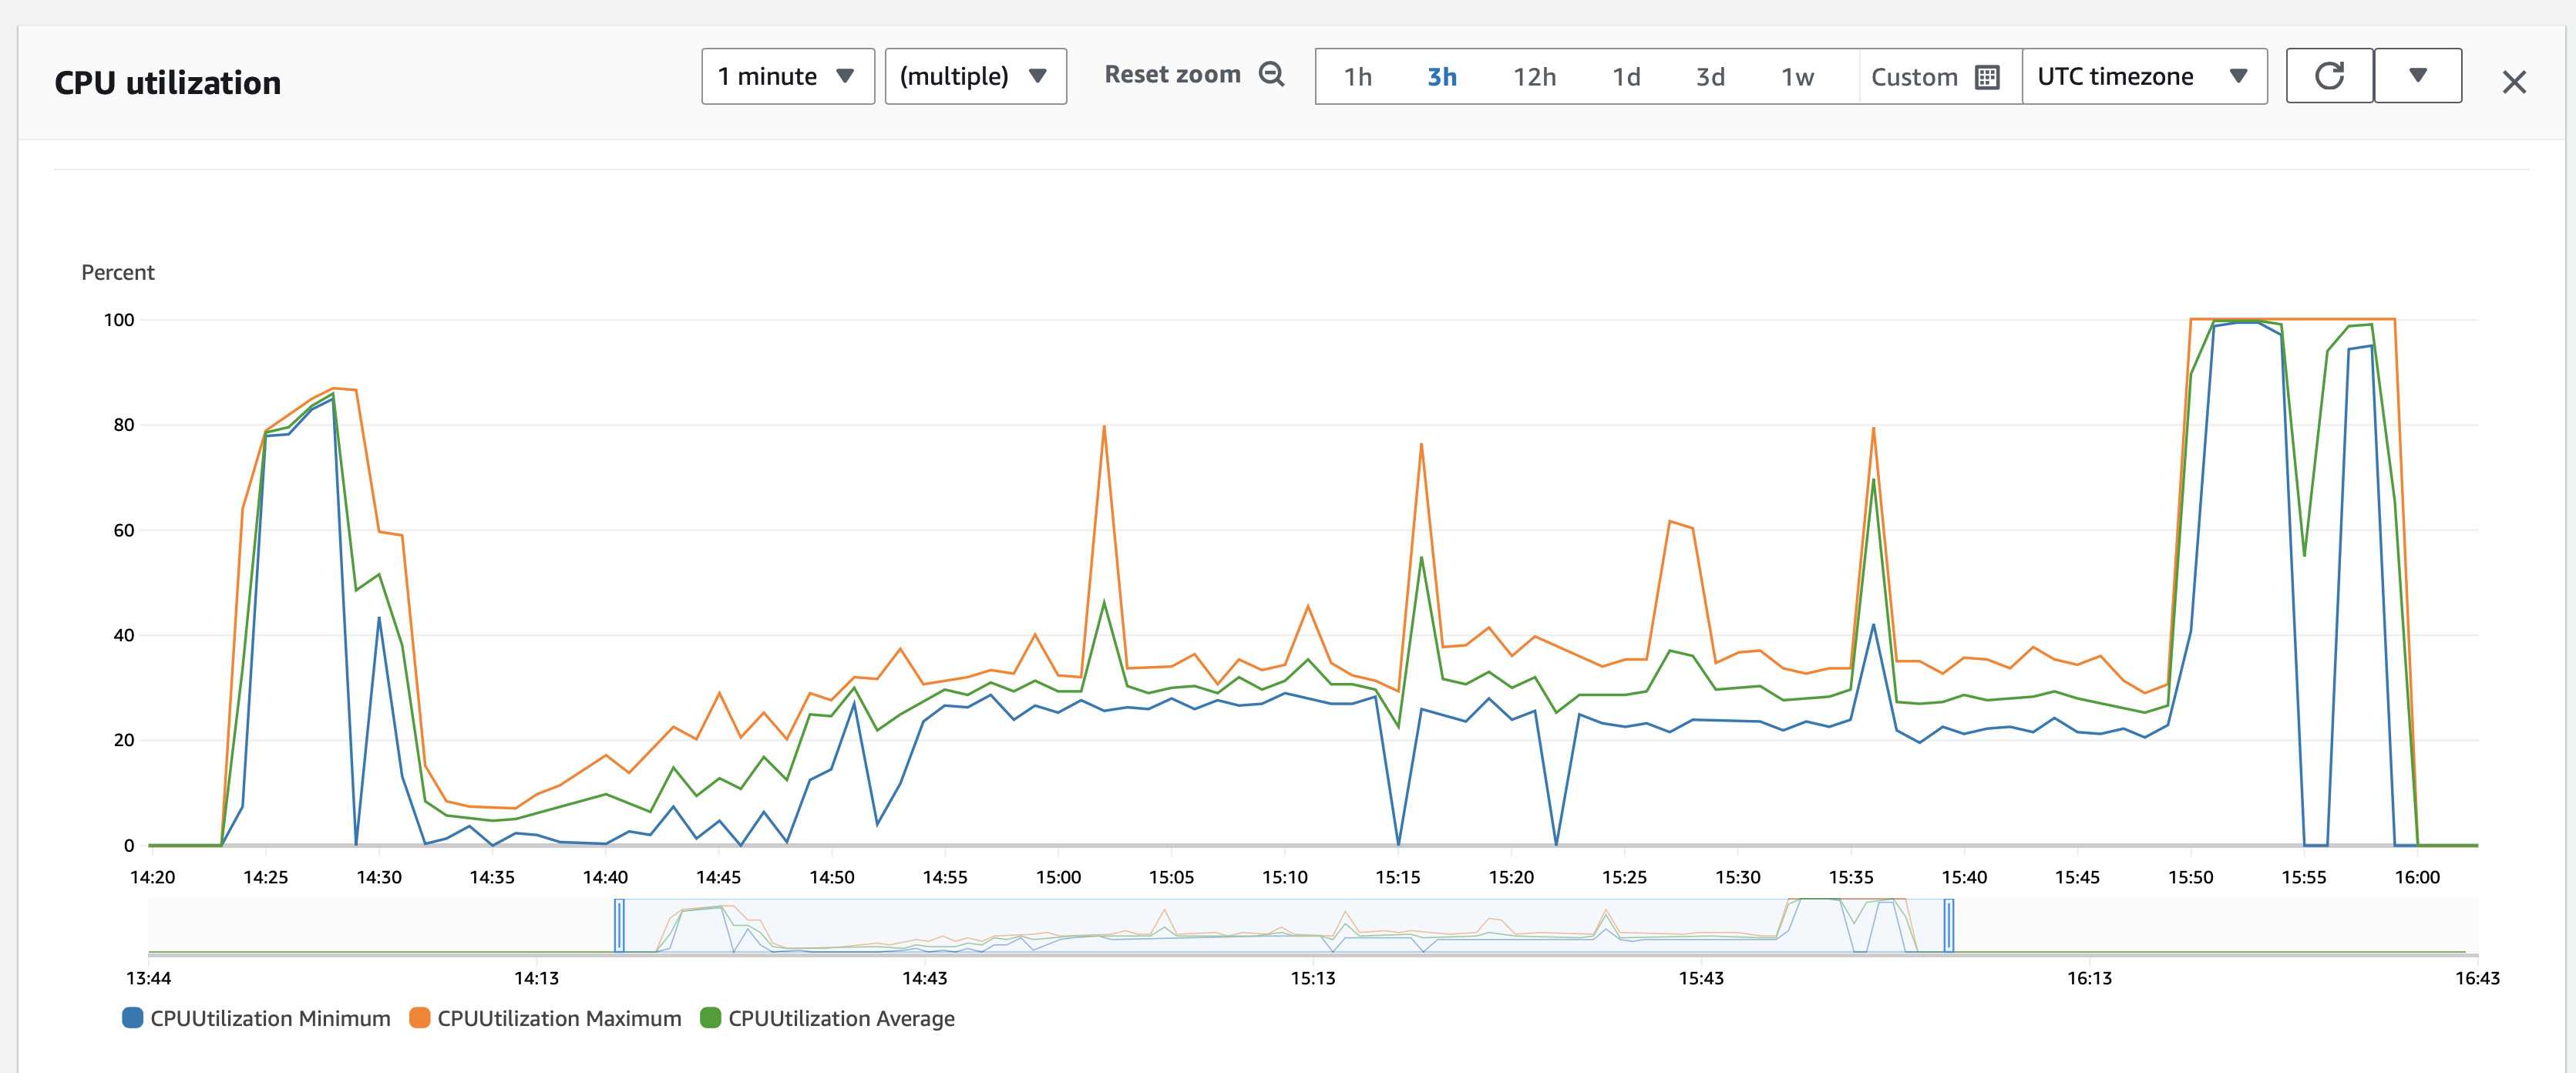 CPU utilization 1 minute (multiple) Reset zoom 1h 3h 12h 1d 3d 1w Custom UTC timezone
Percent
100
80
60
40
20
0
14:20 14:25 14:30 14:35 14:40 14:45 14:50 14:55 15:00 15:05 15:10 15:15 15:20 15:25 15:30 15:35 15:40 15:45 15:50 15:55 16:00
13:44 14:13 14:43 15:13 15:43 16:13 16:43
CPUUtilization Minimum CPUUtilization Maximum CPUUtilization Average